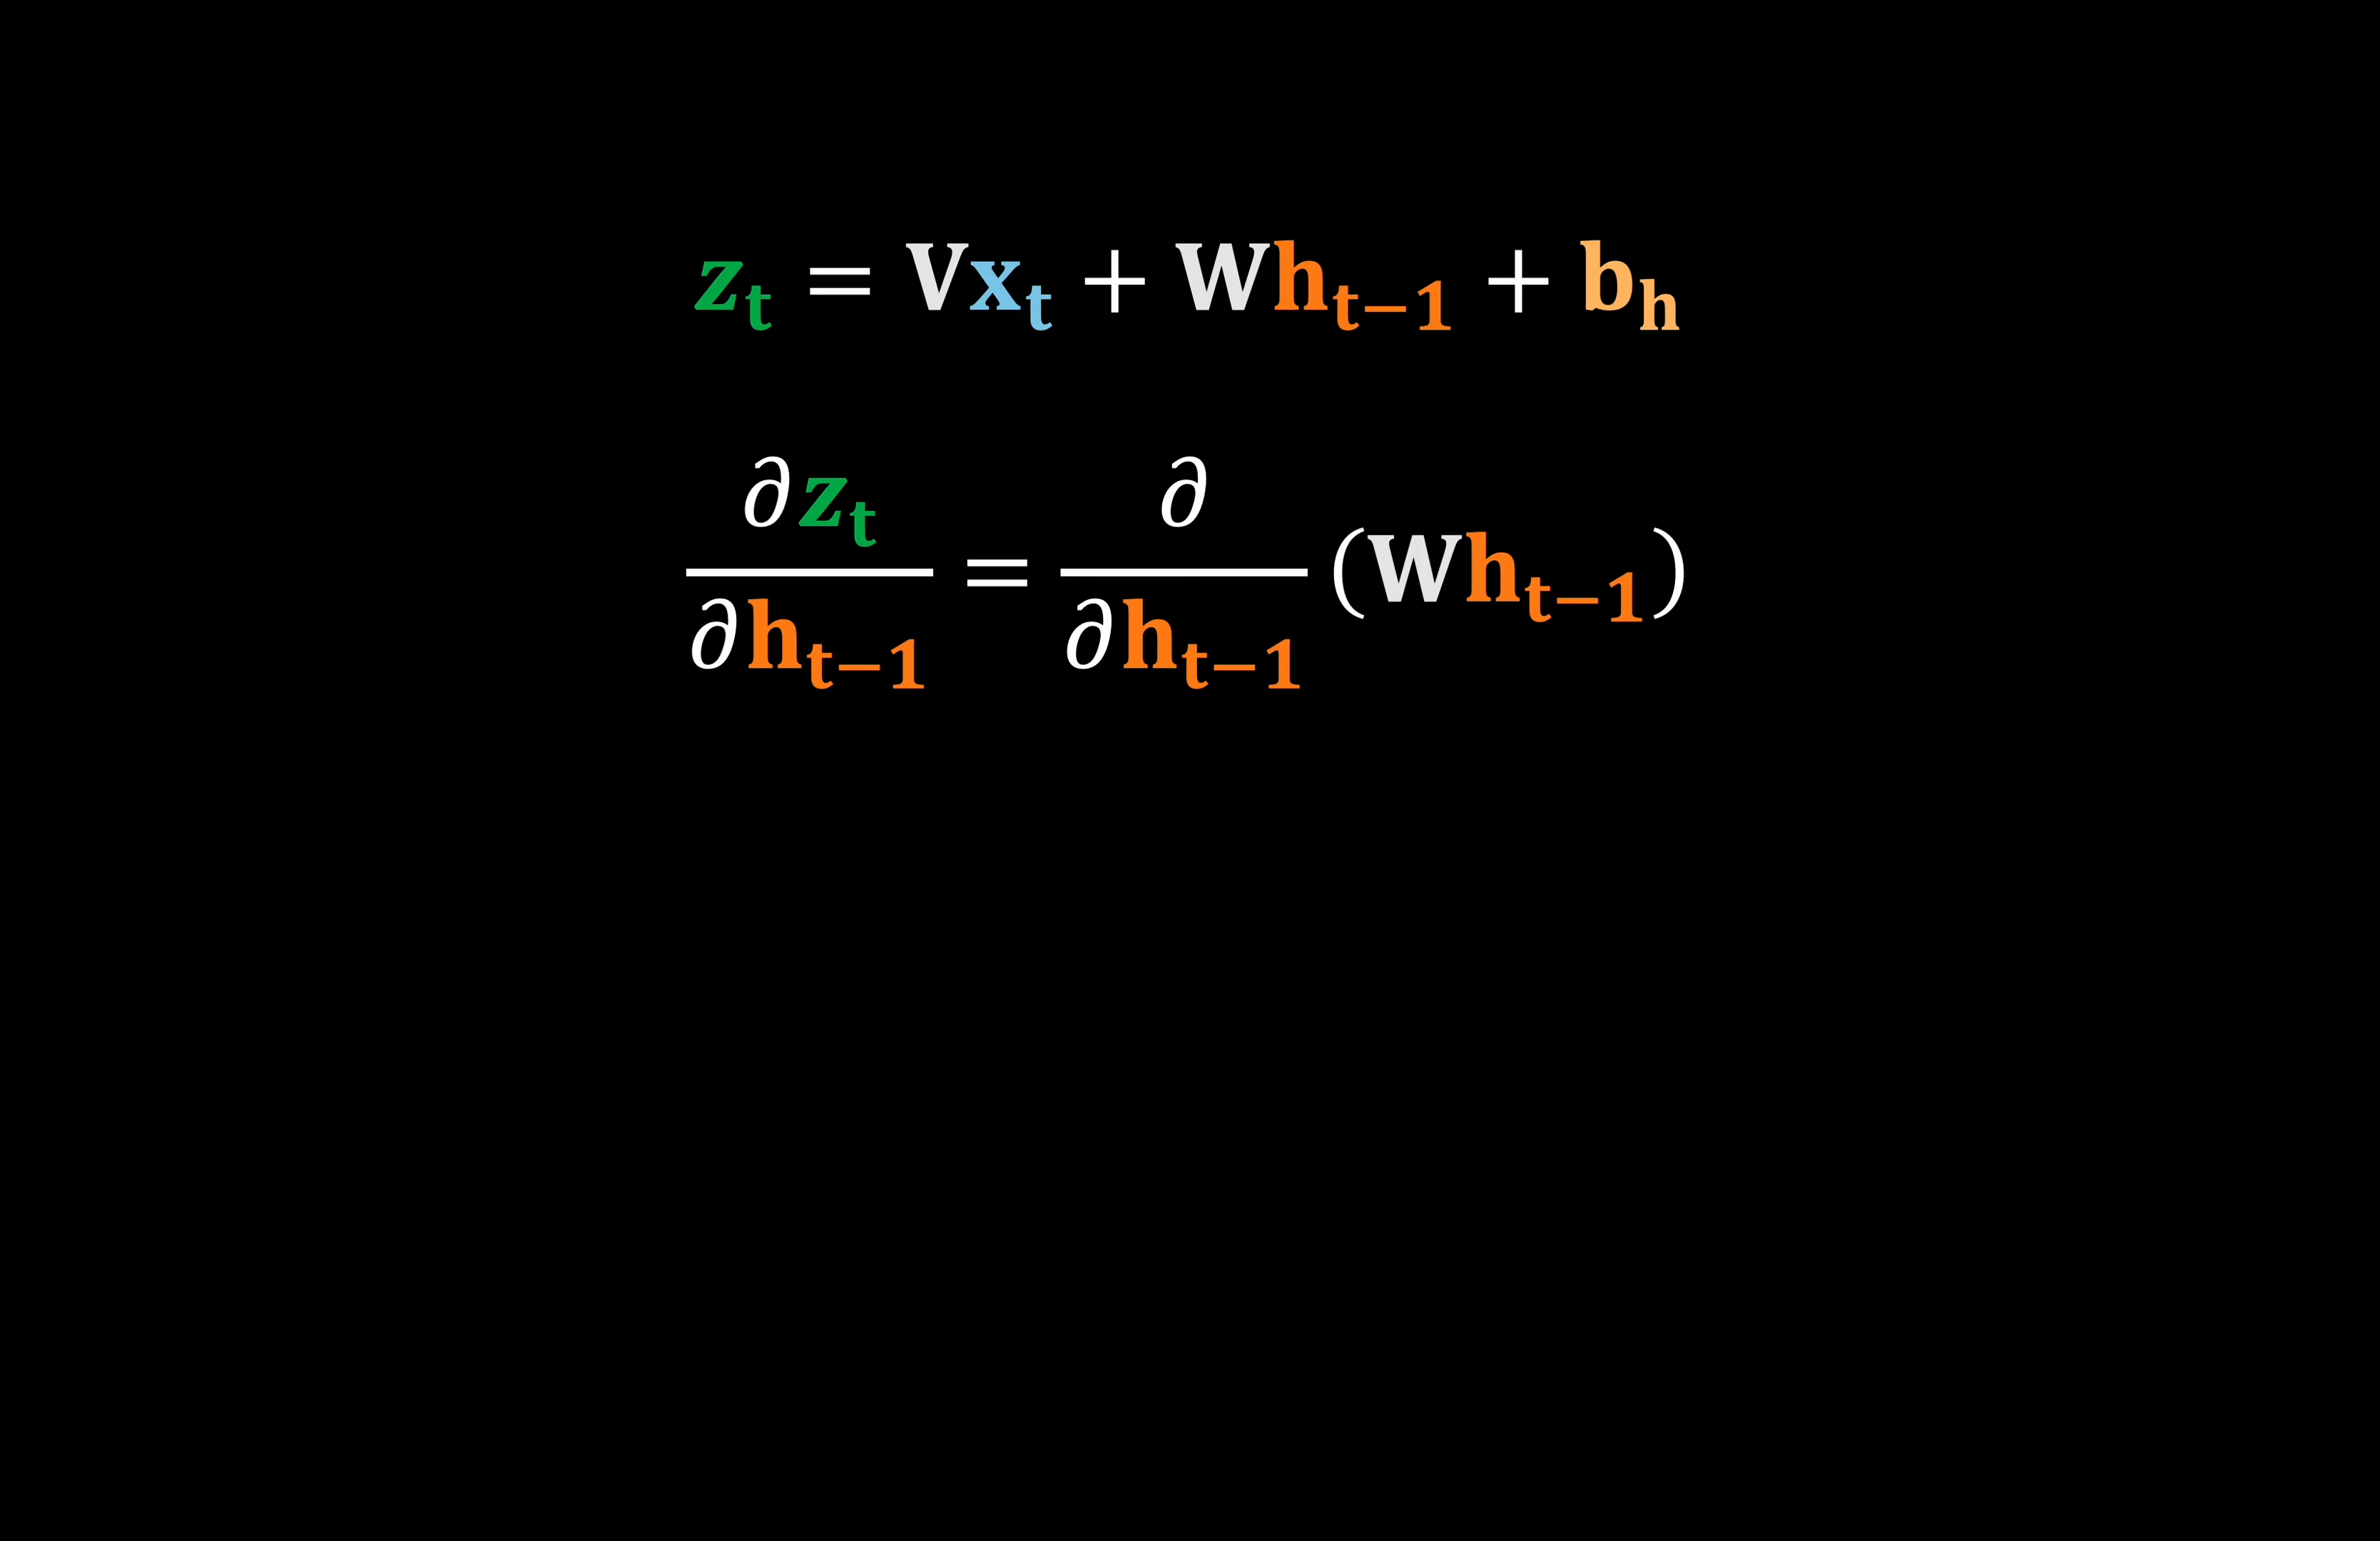 z_t = Vx_t + Wh_{t−1} + b_h
∂z_t/∂h_{t−1} = ∂/∂h_{t−1} (Wh_{t−1})